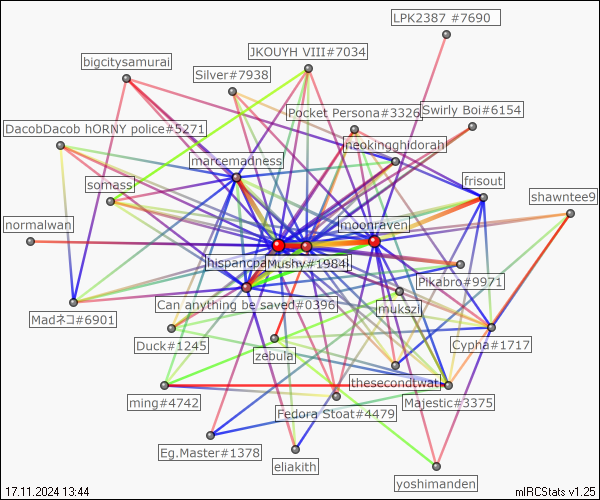 LPK2387 #7690
JKOUYH VIII#7034
bigcitysamurai
Silver#7938
Pocket Persona#3326
Swirly Boi#6154
DacobDacob hORNY police#5271
neokingghidorah
marcemadness
frisout
somass
shawntee9
normalwan
moonraven
hispancpa
Mushy#1984
Pikabro#9971
Can anything be saved#0396
mukszii
Madネコ#6901
Duck#1245
Cypha#1717
zebula
thesecondtwat
ming#4742
Majestic#3375
Fedora Stoat#4479
Eg.Master#1378
eliakith
yoshimanden
17.11.2024 13:44
mIRCStats v1.25